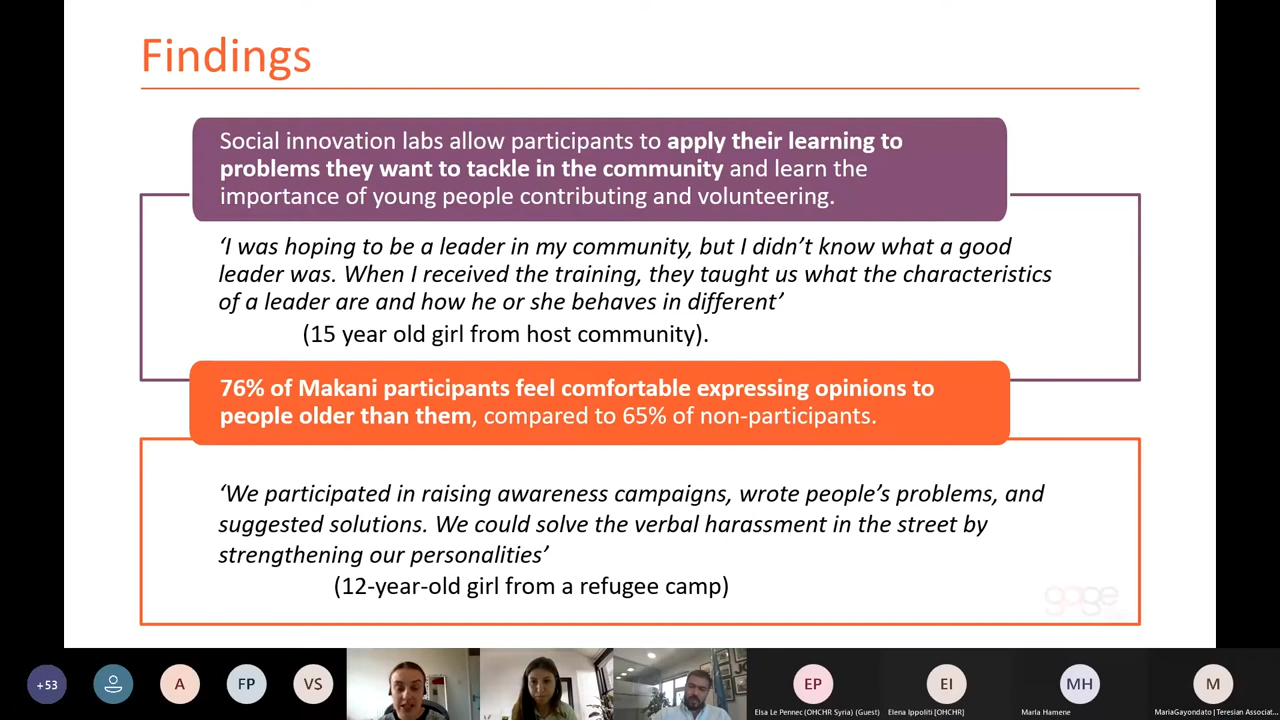 Findings
Social innovation labs allow participants to apply their learning to
problems they want to tackle in the community and learn the
importance of young people contributing and volunteering.
‘I was hoping to be a leader in my community, but I didn’t know what a good
leader was. When I received the training, they taught us what the characteristics
of a leader are and how he or she behaves in different’
(15 year old girl from host community).
76% of Makani participants feel comfortable expressing opinions to
people older than them, compared to 65% of non-participants.
‘We participated in raising awareness campaigns, wrote people’s problems, and
suggested solutions. We could solve the verbal harassment in the street by
strengthening our personalities’
(12-year-old girl from a refugee camp)
gage
+53
A
FP
VS
EP
EI
MH
M
Elsa Le Pennec (OHCHR Syria) (Guest)
Elena Ippoliti [OHCHR]
Marla Hamene
MariaGayondato [Teresian Associat...